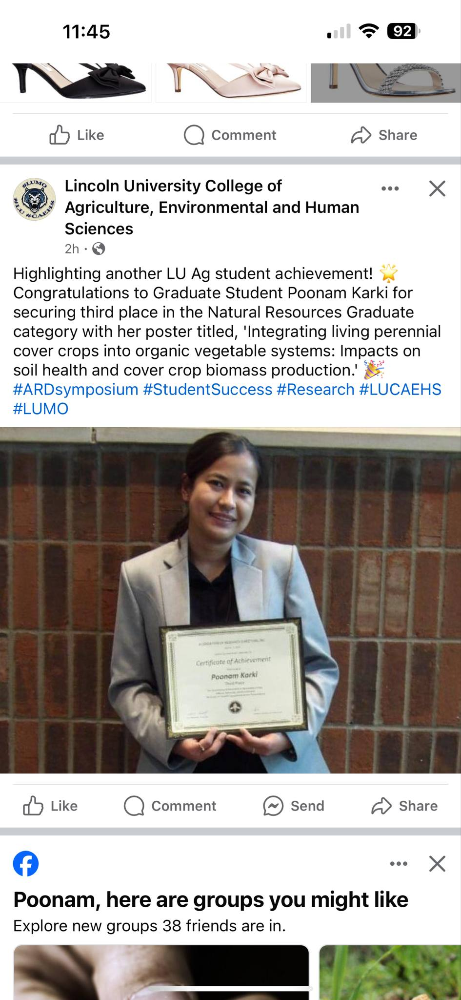 11:45
92
Like
Comment
Share
#LUMO
#LU #CAEHS
Lincoln University College of
Agriculture, Environmental and Human
Sciences
2h ·
Highlighting another LU Ag student achievement! 🌟
Congratulations to Graduate Student Poonam Karki for
securing third place in the Natural Resources Graduate
category with her poster titled, 'Integrating living perennial
cover crops into organic vegetable systems: Impacts on
soil health and cover crop biomass production.' 🎉
#ARDsymposium #StudentSuccess #Research #LUCAEHS
#LUMO
Certificate of Achievement
Poonam Karki
Third Place
Like
Comment
Send
Share
Poonam, here are groups you might like
Explore new groups 38 friends are in.